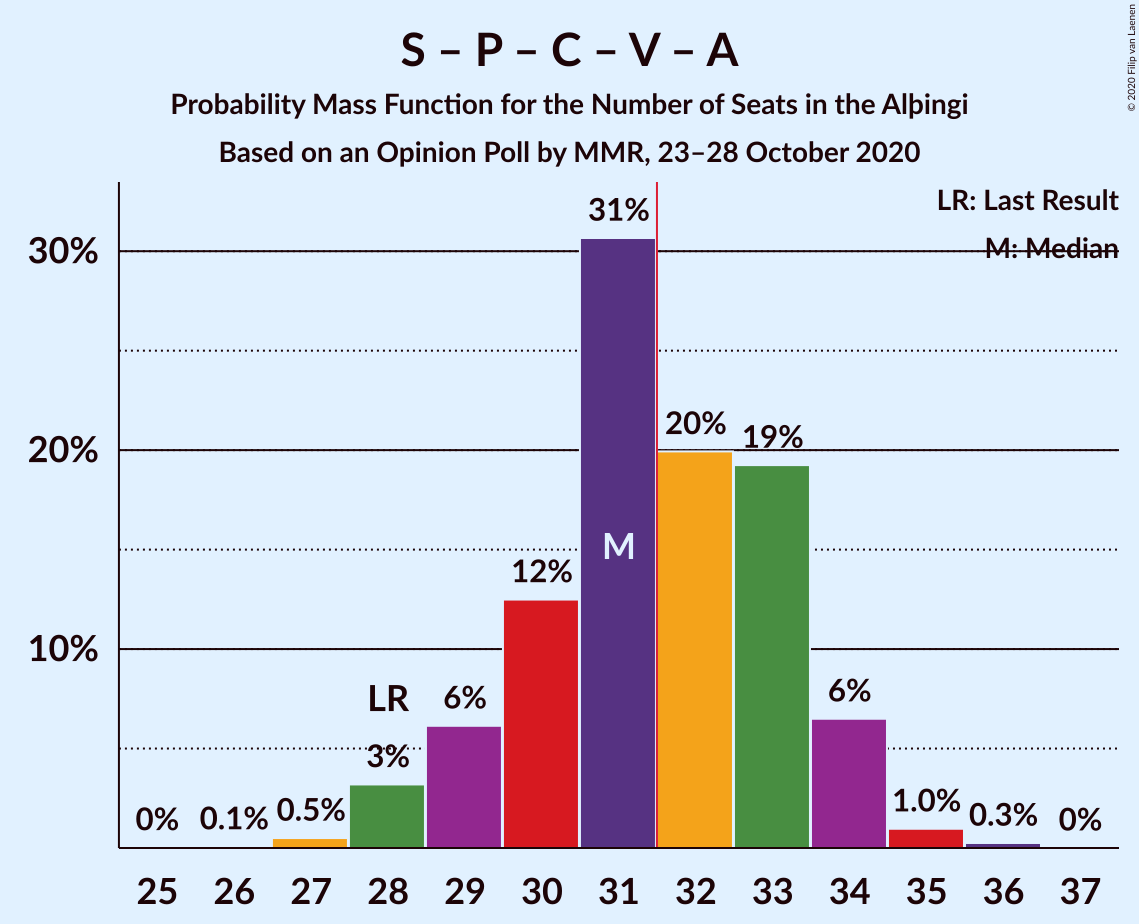 S – P – C – V – A
Probability Mass Function for the Number of Seats in the Alþingi
Based on an Opinion Poll by MMR, 23–28 October 2020
© 2020 Filip van Laenen
LR: Last Result
M: Median
30%
20%
10%
0%
0.1%
0.5%
LR
3%
6%
12%
31%
M
20%
19%
6%
1.0%
0.3%
0%
25 26 27 28 29 30 31 32 33 34 35 36 37